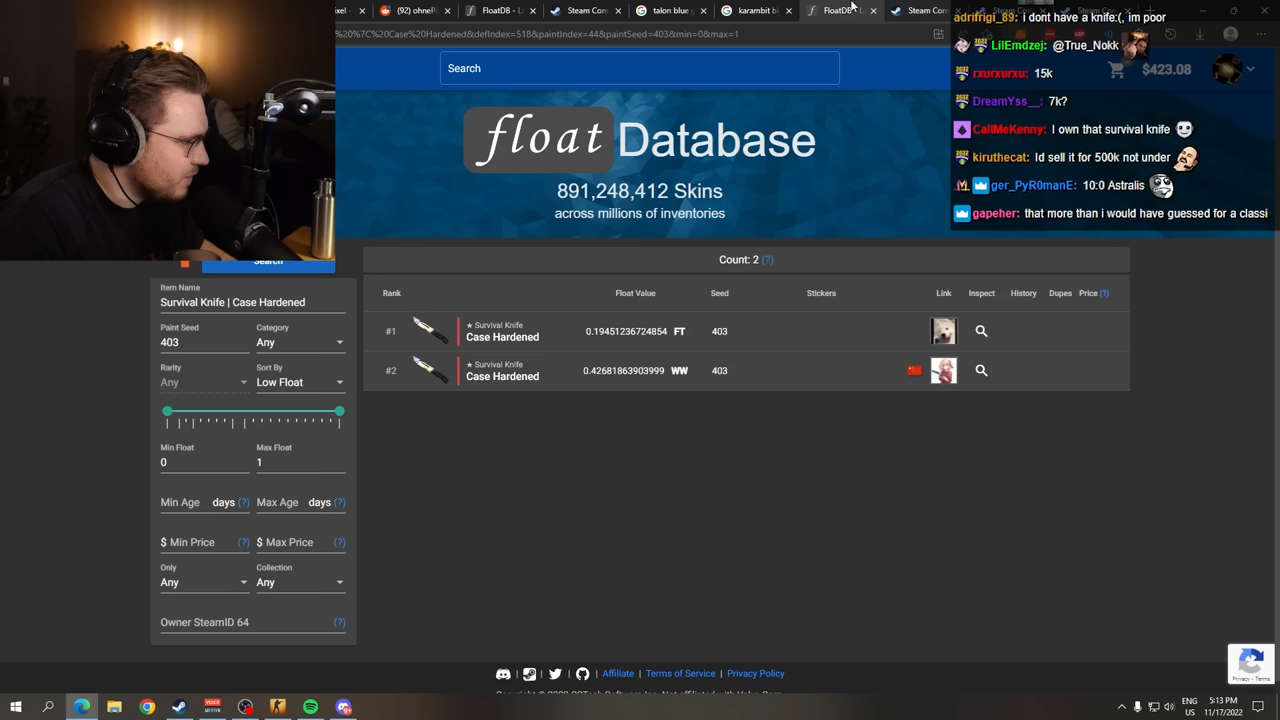 ixel -
(92) ohneP
FloatDB - L
Steam Com
talon blue g
karambit bl
FloatDB - L
Steam Com
%7C%20Case%20Hardened&defIndex=518&paintIndex=44&paintSeed=403&min=0&max=1
adrifrigi_89: i dont have a knife:(, im poor
LilEmdzej: @True_Nokk
rxurxurxu: 15k
DreamYss__: 7k?
CallMeKenny: I own that survival knife
kiruthecat: Id sell it for 500k not under
ger_PyR0manE: 10:0 Astralis
gapeher: that more than i would have guessed for a classi
$423.08
Search
float Database
891,248,412 Skins
across millions of inventories
Search
Item Name
Survival Knife | Case Hardened
Paint Seed Category
403 Any
Rarity Sort By
Any Low Float
Min Float Max Float
0 1
Min Age days (?) Max Age days (?)
$ Min Price (?) $ Max Price (?)
Only Collection
Any Any
Owner SteamID 64 (?)
Count: 2 (?)
Rank Float Value Seed Stickers Link Inspect History Dupes Price (?)
#1 ★ Survival Knife Case Hardened 0.19451236724854 FT 403
#2 ★ Survival Knife Case Hardened 0.42681863903999 WW 403
Affiliate | Terms of Service | Privacy Policy
Privacy - Terms
ENG
US
5:13 PM
11/17/2022